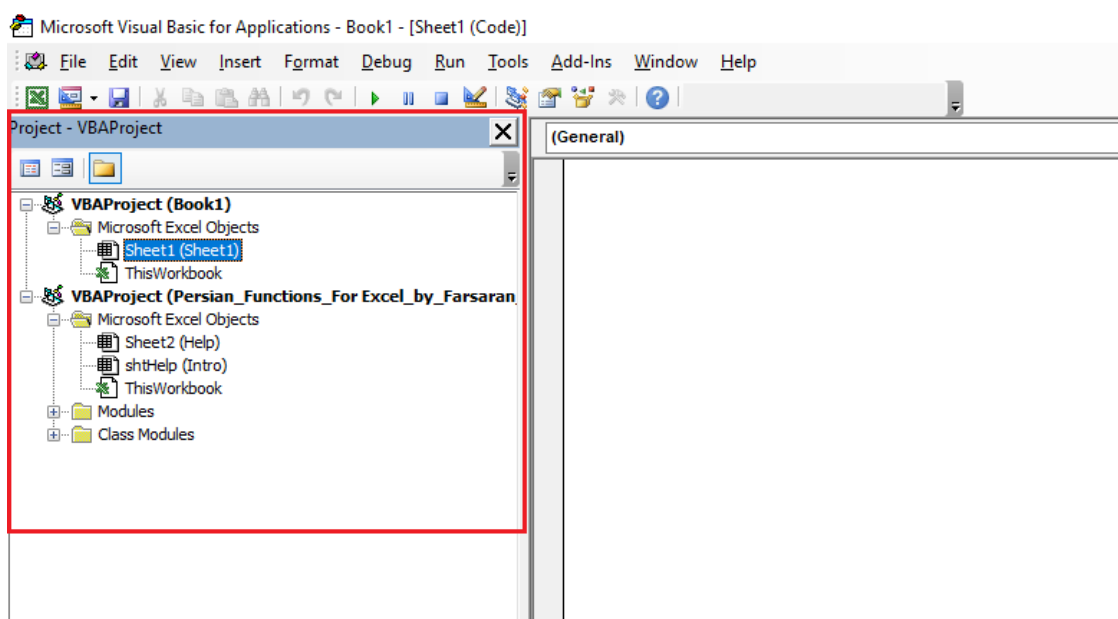 Microsoft Visual Basic for Applications - Book1 - [Sheet1 (Code)]
File Edit View Insert Format Debug Run Tools Add-Ins Window Help
Project - VBAProject
(General)
VBAProject (Book1)
Microsoft Excel Objects
Sheet1 (Sheet1)
ThisWorkbook
VBAProject (Persian_Functions_For Excel_by_Farsaran_
Microsoft Excel Objects
Sheet2 (Help)
shtHelp (Intro)
ThisWorkbook
Modules
Class Modules